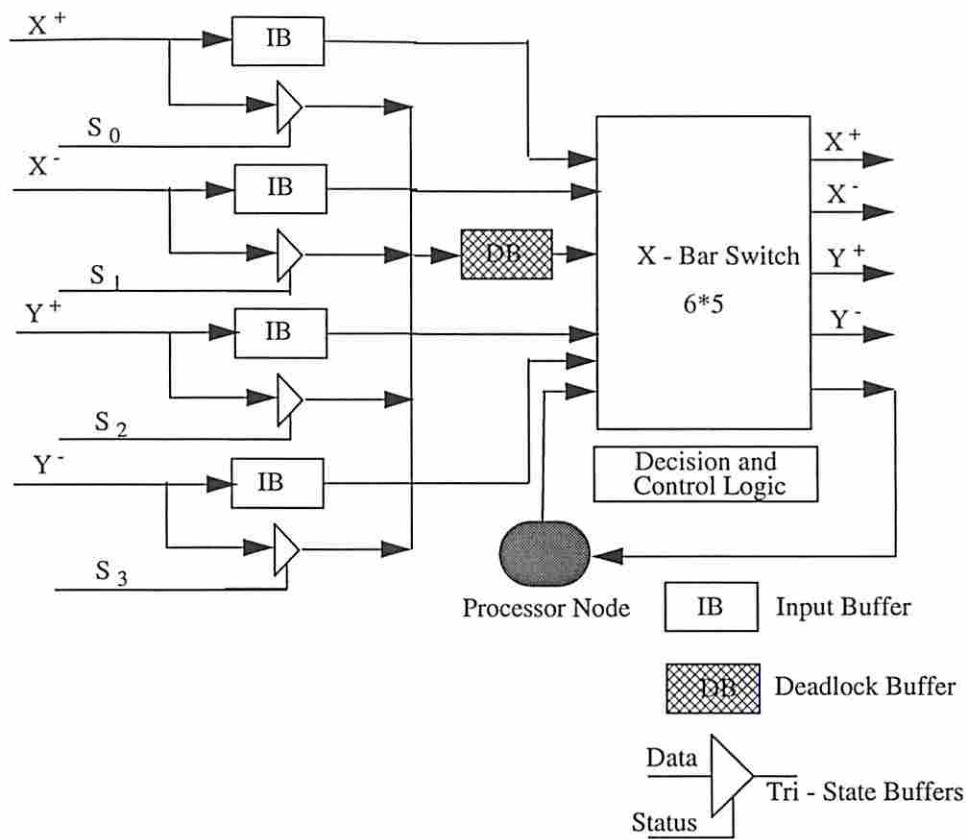 X+
IB
S0
X-
IB
S1
DB
Y+
IB
S2
Y-
IB
S3
X - Bar Switch
6*5
X+
X-
Y+
Y-
Decision and
Control Logic
Processor Node
IB
Input Buffer
DB
Deadlock Buffer
Data
Tri - State Buffers
Status